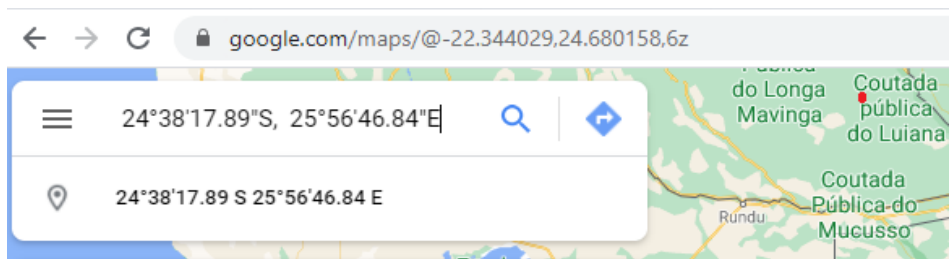 google.com/maps/@-22.344029,24.680158,6z
24°38'17.89"S,  25°56'46.84"E
24°38'17.89 S 25°56'46.84 E
do Longa
Mavinga
Coutada
pública
do Luiana
Coutada
Pública do
Mucusso
Rundu